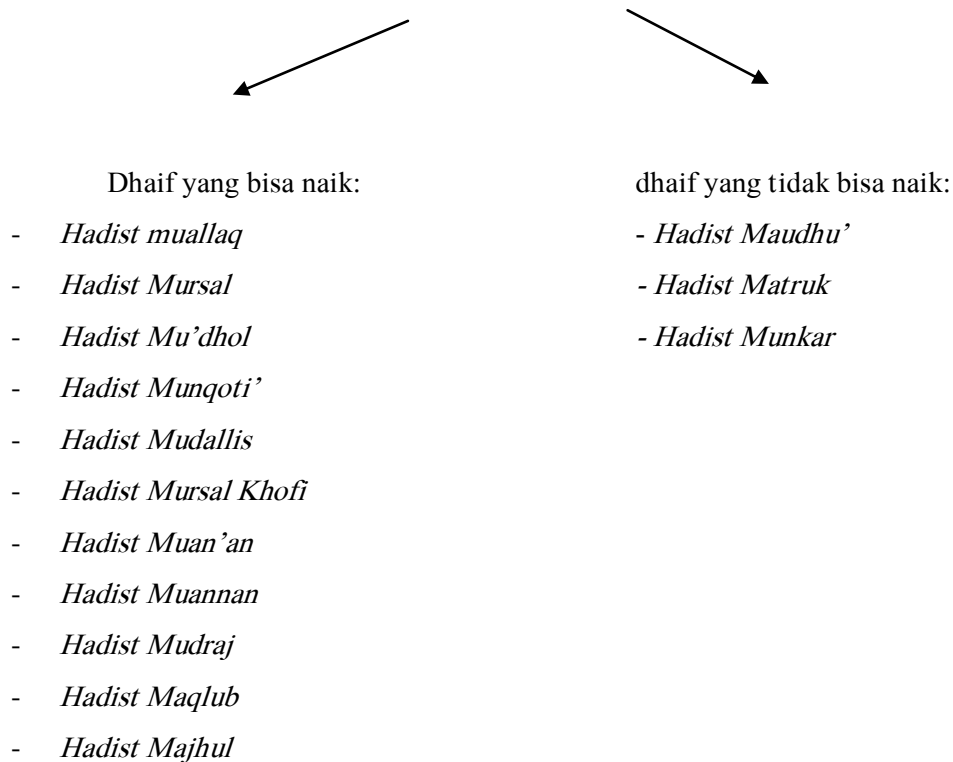 Dhaif yang bisa naik:
- Hadist muallaq
- Hadist Mursal
- Hadist Mu’dhol
- Hadist Munqoti’
- Hadist Mudallis
- Hadist Mursal Khofi
- Hadist Muan’an
- Hadist Muannan
- Hadist Mudraj
- Hadist Maqlub
- Hadist Majhul
dhaif yang tidak bisa naik:
- Hadist Maudhu’
- Hadist Matruk
- Hadist Munkar